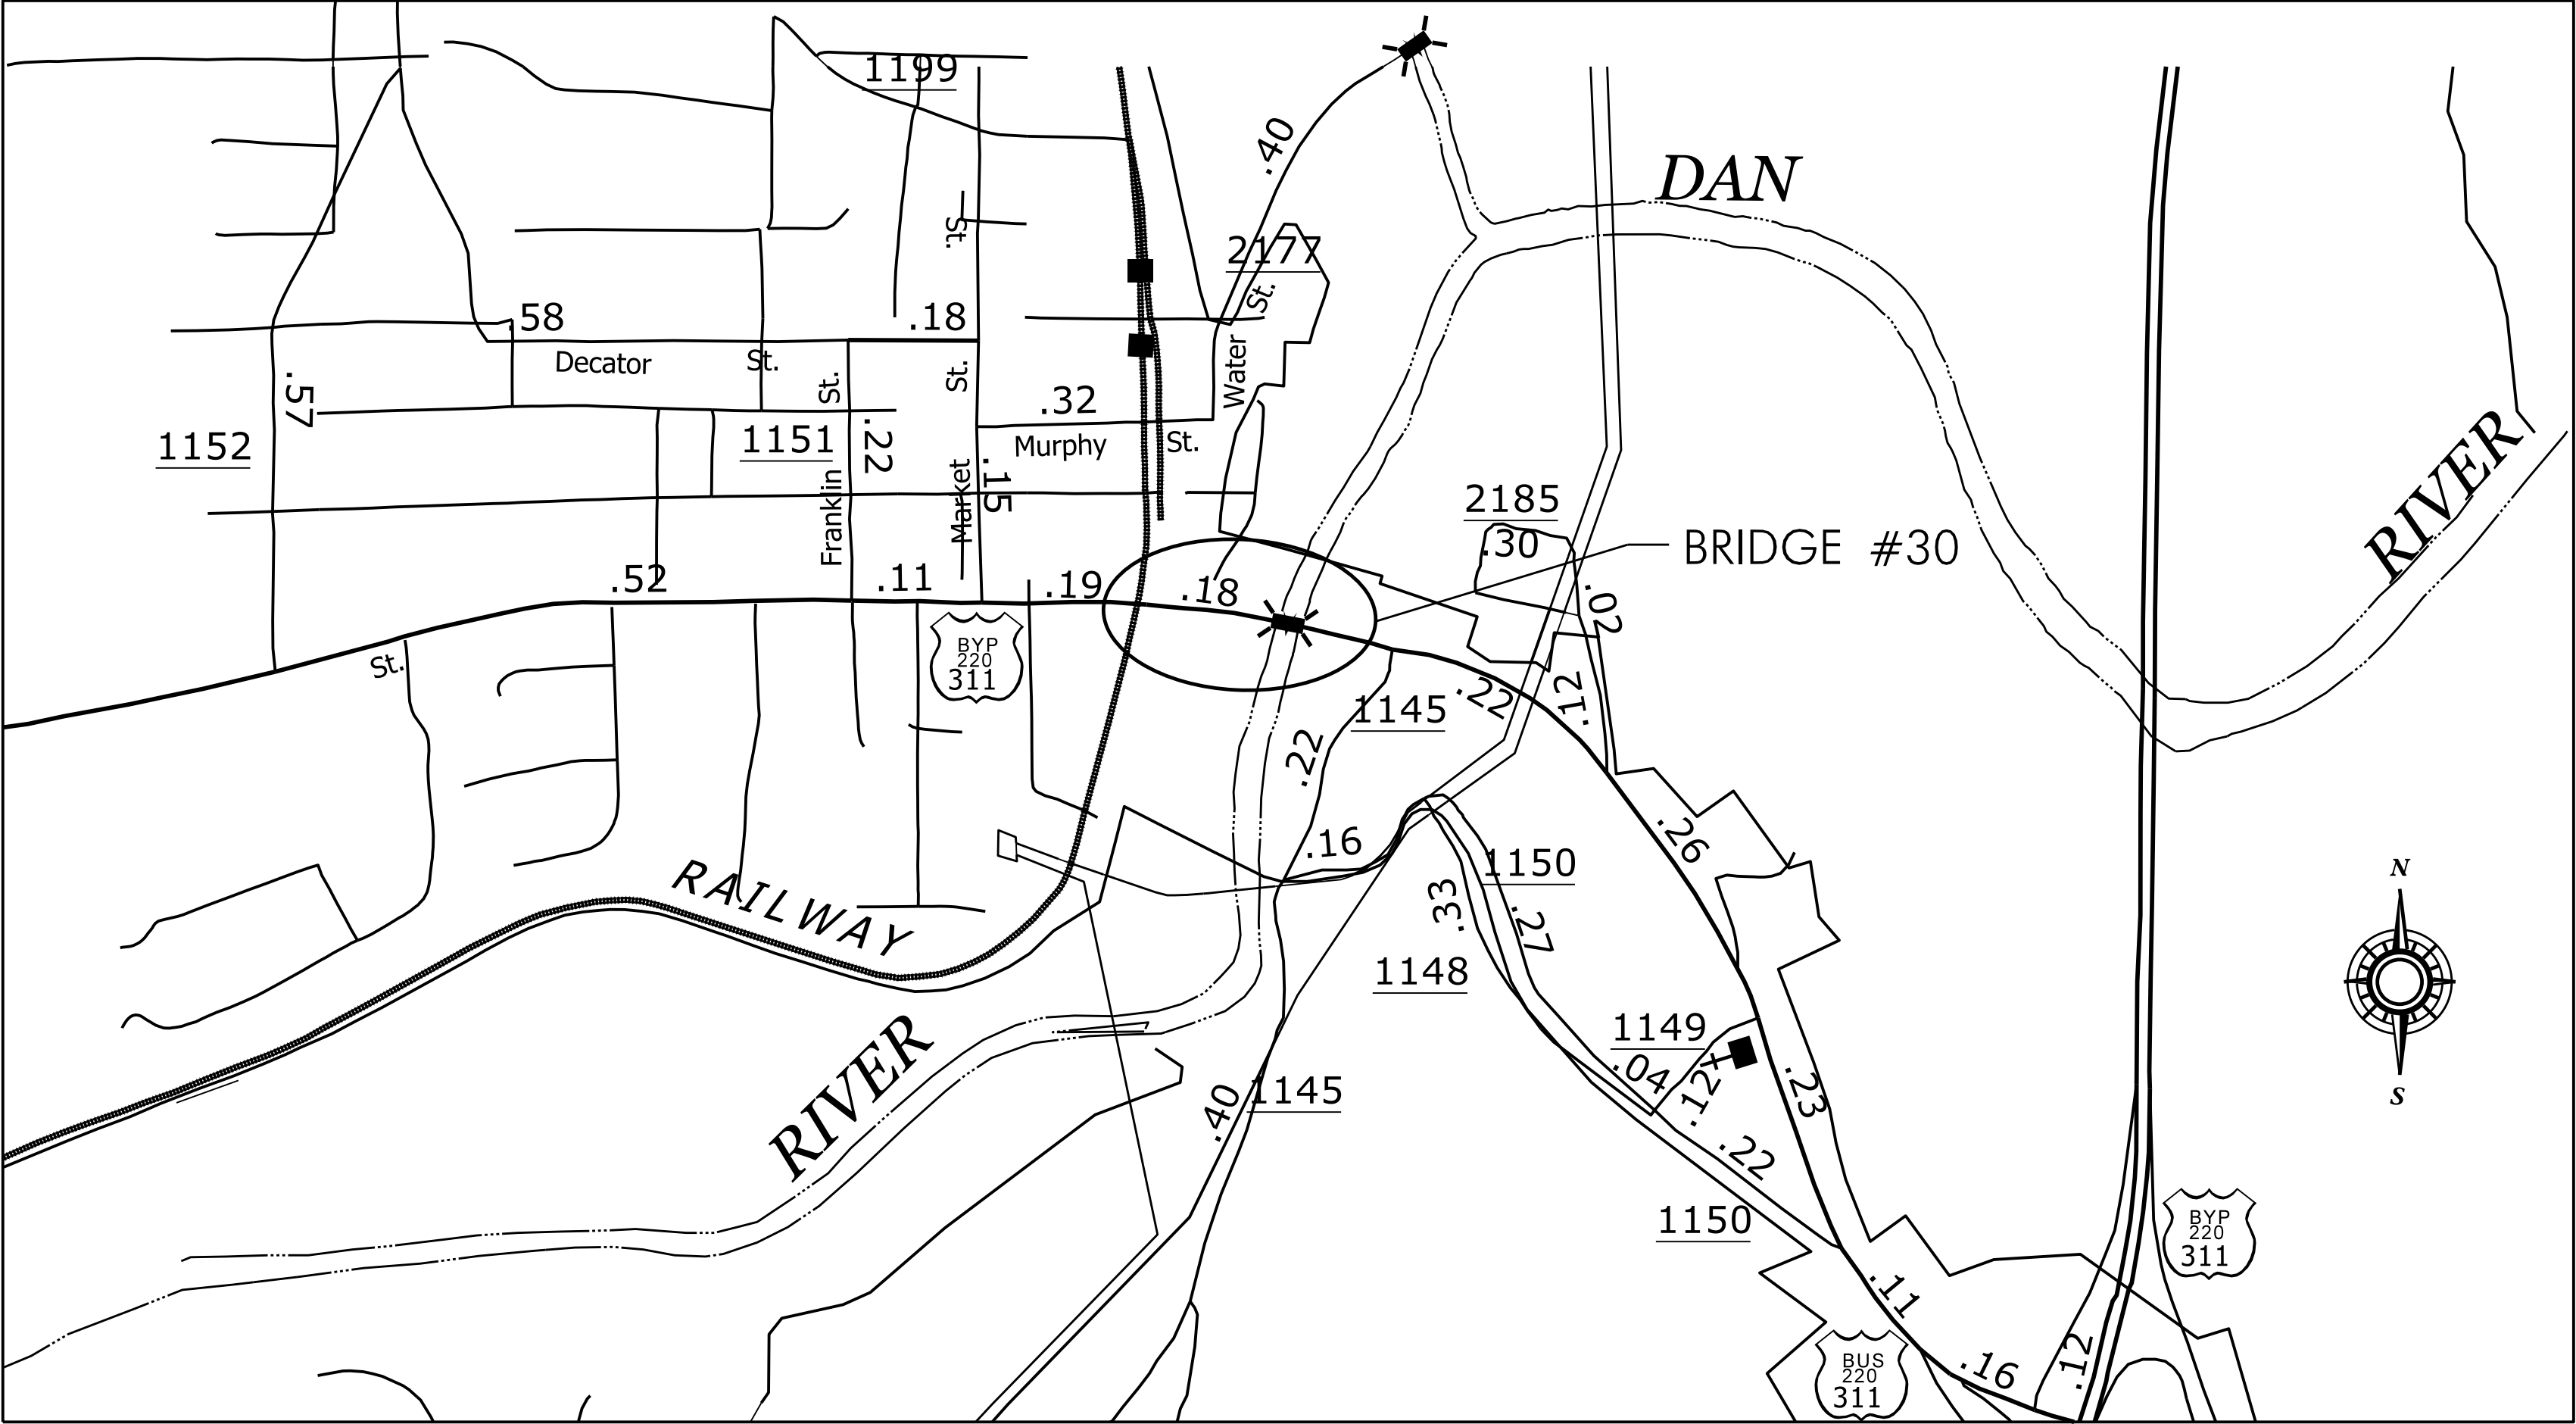 1199
.40
DAN
St.
2177
St.
.58
.18
Decator St.
.57
St.
St.
.32
Water
1152
1151
.22
Murphy St.
RIVER
Franklin
Market
.15
2185
.30
BRIDGE #30
.52
.11
.19
.18
.02
St.
BYP
220
311
1145
.22
.12
.22
.16
.26
1150
RAILWAY
.33
.27
N
1148
1149
RIVER
.04
.12
.23
S
.40
1145
.22
1150
BYP
220
311
.11
BUS
220
311
.16
.12